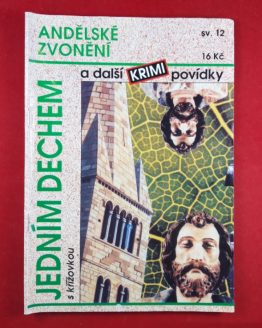 ANDĚLSKÉ
ZVONĚNÍ
sv. 12
16 Kč
a další KRIMI povídky
JEDNÍM DECHEM
s křížovkou